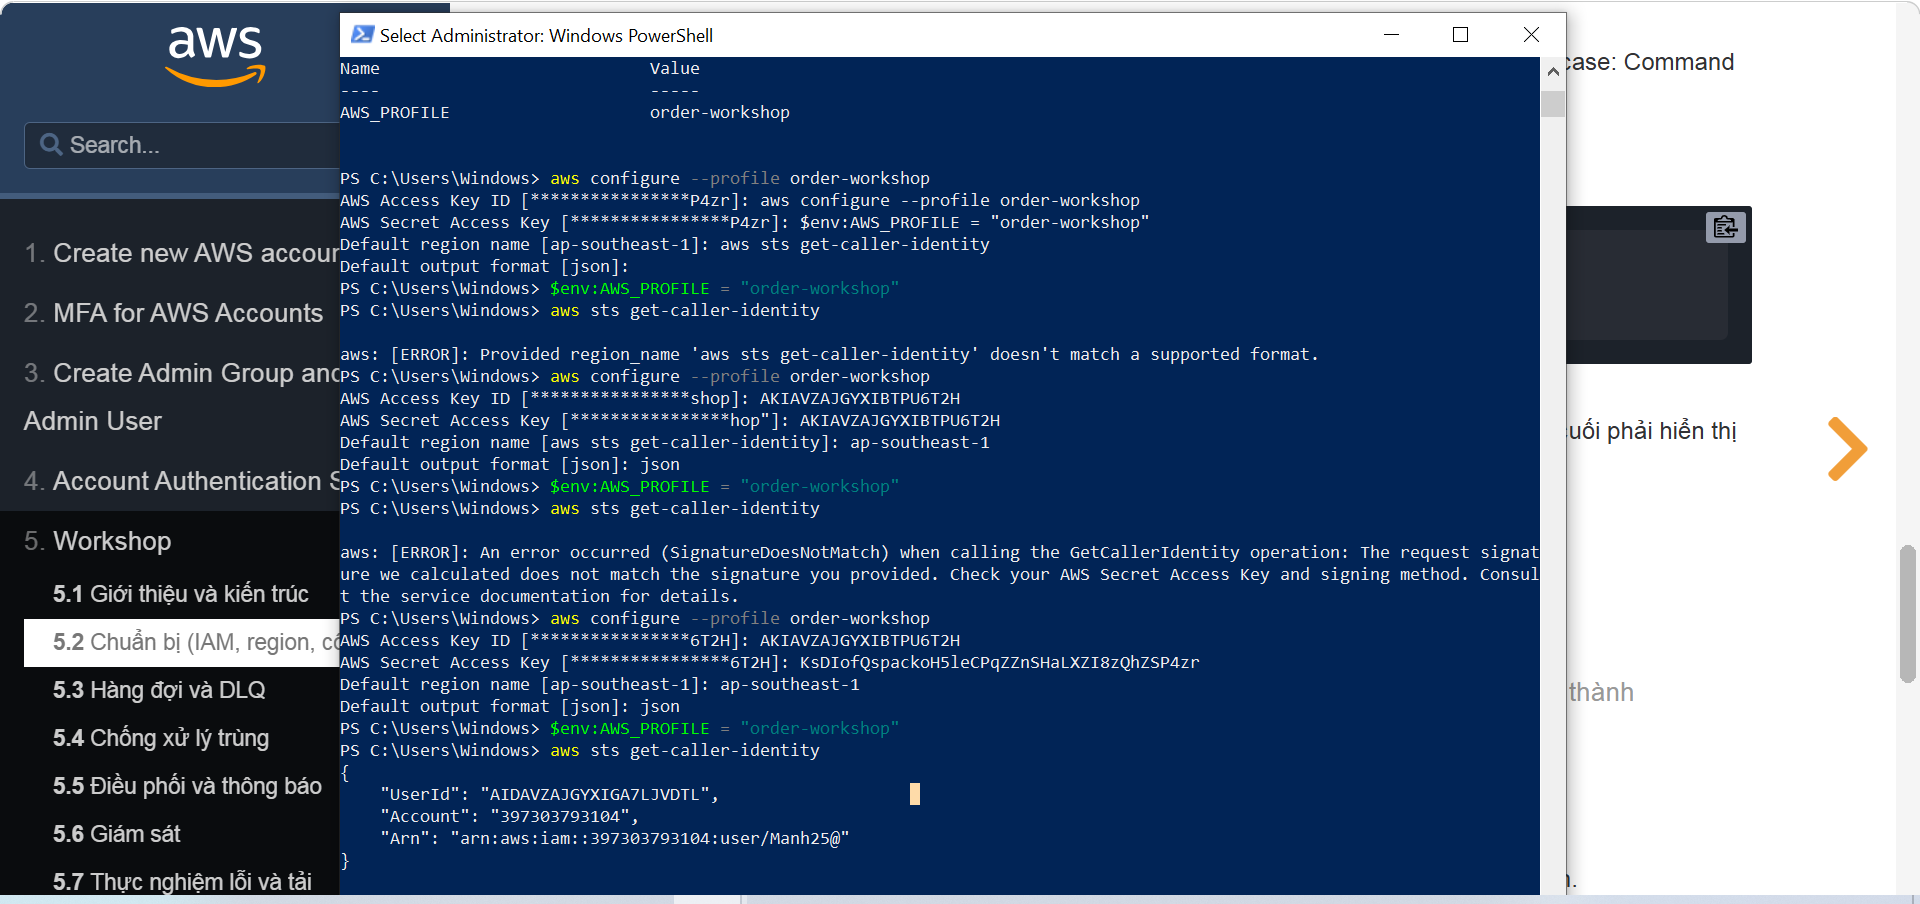 aws
Search...
1. Create new AWS accoun
2. MFA for AWS Accounts
3. Create Admin Group and
Admin User
4. Account Authentication S
5. Workshop
5.1 Giới thiệu và kiến trúc
5.2 Chuẩn bị (IAM, region, cô
5.3 Hàng đợi và DLQ
5.4 Chống xử lý trùng
5.5 Điều phối và thông báo
5.6 Giám sát
5.7 Thực nghiệm lỗi và tải
Select Administrator: Windows PowerShell
Name Value
---- -----
AWS_PROFILE order-workshop
PS C:\Users\Windows> aws configure --profile order-workshop
AWS Access Key ID [****************P4zr]: aws configure --profile order-workshop
AWS Secret Access Key [****************P4zr]: $env:AWS_PROFILE = "order-workshop"
Default region name [ap-southeast-1]: aws sts get-caller-identity
Default output format [json]:
PS C:\Users\Windows> $env:AWS_PROFILE = "order-workshop"
PS C:\Users\Windows> aws sts get-caller-identity
aws: [ERROR]: Provided region_name 'aws sts get-caller-identity' doesn't match a supported format.
PS C:\Users\Windows> aws configure --profile order-workshop
AWS Access Key ID [****************shop]: AKIAVZAJGYXIBTPU6T2H
AWS Secret Access Key [****************hop"]: AKIAVZAJGYXIBTPU6T2H
Default region name [aws sts get-caller-identity]: ap-southeast-1
Default output format [json]: json
PS C:\Users\Windows> $env:AWS_PROFILE = "order-workshop"
PS C:\Users\Windows> aws sts get-caller-identity
aws: [ERROR]: An error occurred (SignatureDoesNotMatch) when calling the GetCallerIdentity operation: The request signat
ure we calculated does not match the signature you provided. Check your AWS Secret Access Key and signing method. Consul
t the service documentation for details.
PS C:\Users\Windows> aws configure --profile order-workshop
AWS Access Key ID [****************6T2H]: AKIAVZAJGYXIBTPU6T2H
AWS Secret Access Key [****************6T2H]: 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
Default region name [ap-southeast-1]: ap-southeast-1
Default output format [json]: json
PS C:\Users\Windows> $env:AWS_PROFILE = "order-workshop"
PS C:\Users\Windows> aws sts get-caller-identity
{
"UserId": "AIDAVZAJGYXIGA7LJVDTL",
"Account": "397303793104",
"Arn": "arn:aws:iam::397303793104:user/Manh25@"
}
case: Command
uối phải hiển thị
thành